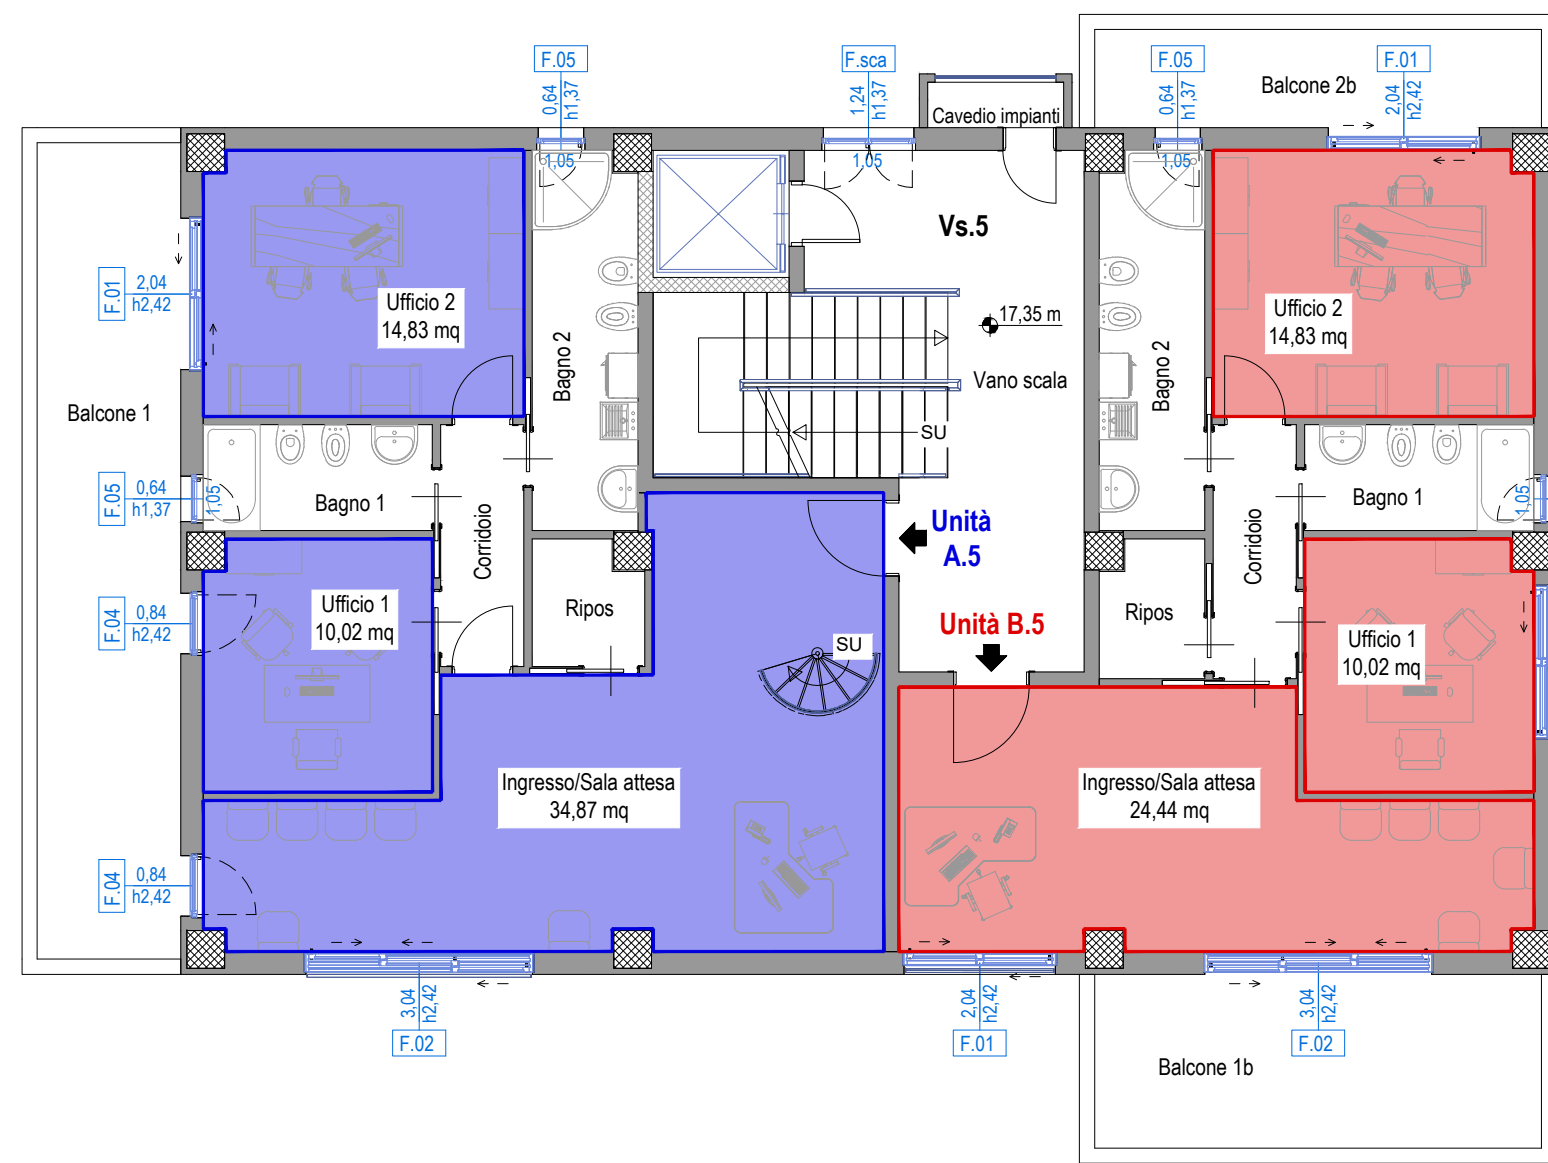 F.05
0,64
h1,37
1,05
F.sca
1,24
h1,37
1,05
Cavedio impianti
F.05
0,64
h1,37
1,05
Balcone 2b
F.01
2,04
h2,42
Vs.5
F.01
2,04
h2,42
Ufficio 2
14,83 mq
Bagno 2
17,35 m
Vano scala
Bagno 2
Ufficio 2
14,83 mq
Balcone 1
SU
F.05
0,64
h1,37
1,05
Bagno 1
Corridoio
Unità
A.5
Corridoio
Bagno 1
1,05
F.04
0,84
h2,42
Ufficio 1
10,02 mq
Ripos
SU
Unità B.5
Ripos
Ufficio 1
10,02 mq
Ingresso/Sala attesa
34,87 mq
Ingresso/Sala attesa
24,44 mq
F.04
0,84
h2,42
3,04
h2,42
F.02
2,04
h2,42
F.01
3,04
h2,42
F.02
Balcone 1b